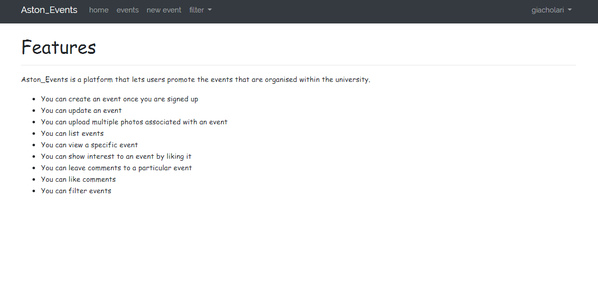 Aston_Events home events new event filter giacholari
Features
Aston_Events is a platform that lets users promote the events that are organised within the university.
You can create an event once you are signed up
You can update an event
You can upload multiple photos associated with an event
You can list events
You can view a specific event
You can show interest to an event by liking it
You can leave comments to a particular event
You can like comments
You can filter events